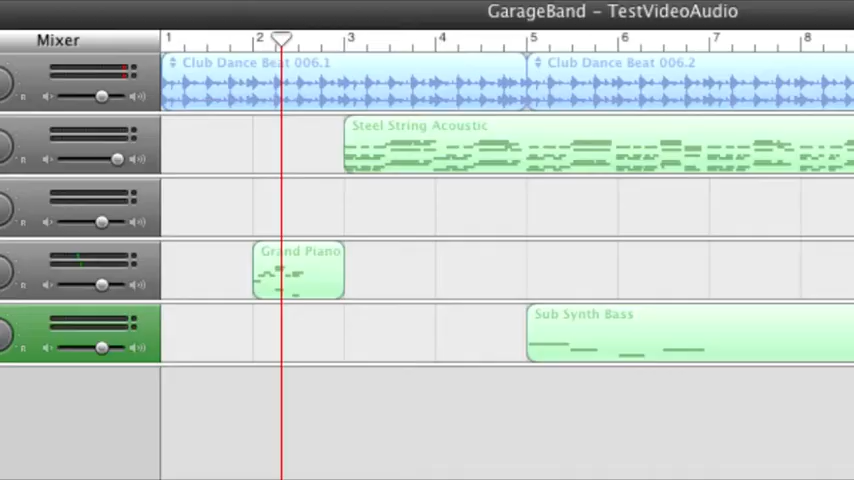 GarageBand – TestVideoAudio
Mixer
1 2 3 4 5 6 7 8
Club Dance Beat 006.1 Club Dance Beat 006.2
R
Steel String Acoustic
R
R
Grand Piano
R
Sub Synth Bass
R